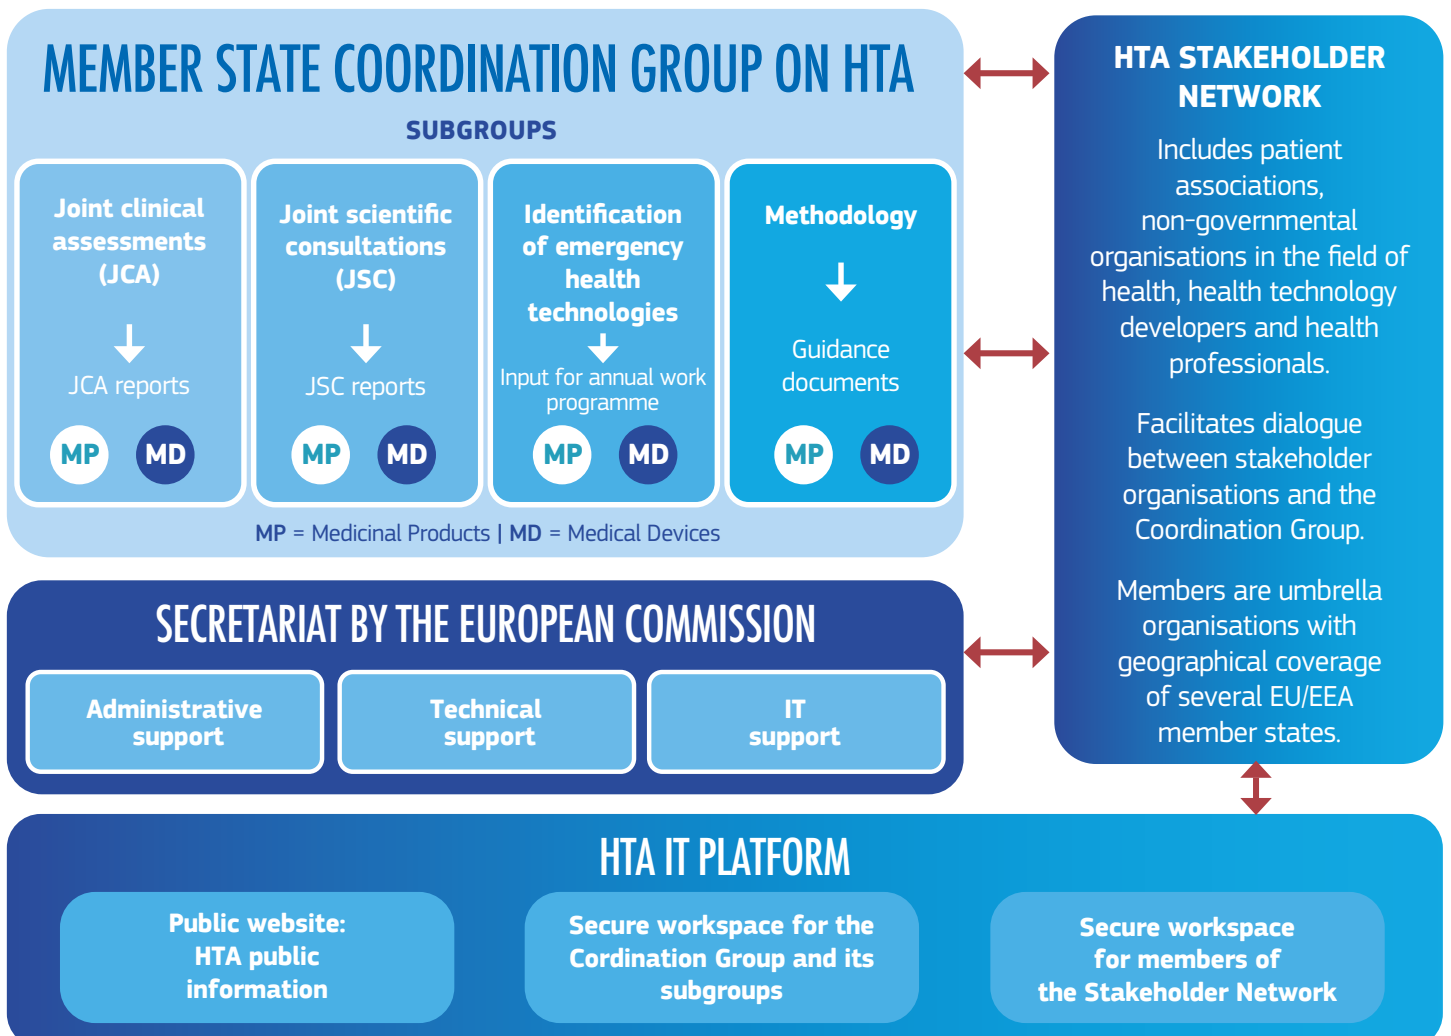 MEMBER STATE COORDINATION GROUP ON HTA
SUBGROUPS
Joint clinical
assessments
(JCA)
JCA reports
MP MD
Joint scientific
consultations
(JSC)
JSC reports
MP MD
Identification
of emergency
health
technologies
Input for annual work
programme
MP MD
Methodology
Guidance
documents
MP MD
MP = Medicinal Products | MD = Medical Devices
HTA STAKEHOLDER
NETWORK
Includes patient
associations,
non-governmental
organisations in the field of
health, health technology
developers and health
professionals.
Facilitates dialogue
between stakeholder
organisations and the
Coordination Group.
Members are umbrella
organisations with
geographical coverage
of several EU/EEA
member states.
SECRETARIAT BY THE EUROPEAN COMMISSION
Administrative
support
Technical
support
IT
support
HTA IT PLATFORM
Public website:
HTA public
information
Secure workspace for the
Cordination Group and its
subgroups
Secure workspace
for members of
the Stakeholder Network